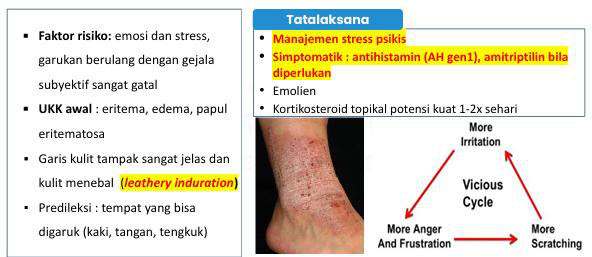 ▪ Faktor risiko: emosi dan stress,
garukan berulang dengan gejala
subyektif sangat gatal
▪ UKK awal : eritema, edema, papul
eritematosa
▪ Garis kulit tampak sangat jelas dan
kulit menebal (leathery induration)
▪ Predileksi : tempat yang bisa
digaruk (kaki, tangan, tengkuk)
Tatalaksana
• Manajemen stress psikis
• Simptomatik : antihistamin (AH gen1), amitriptilin bila
diperlukan
• Emolien
• Kortikosteroid topikal potensi kuat 1-2x sehari
More
Irritation
Vicious
Cycle
More Anger
And Frustration
More
Scratching